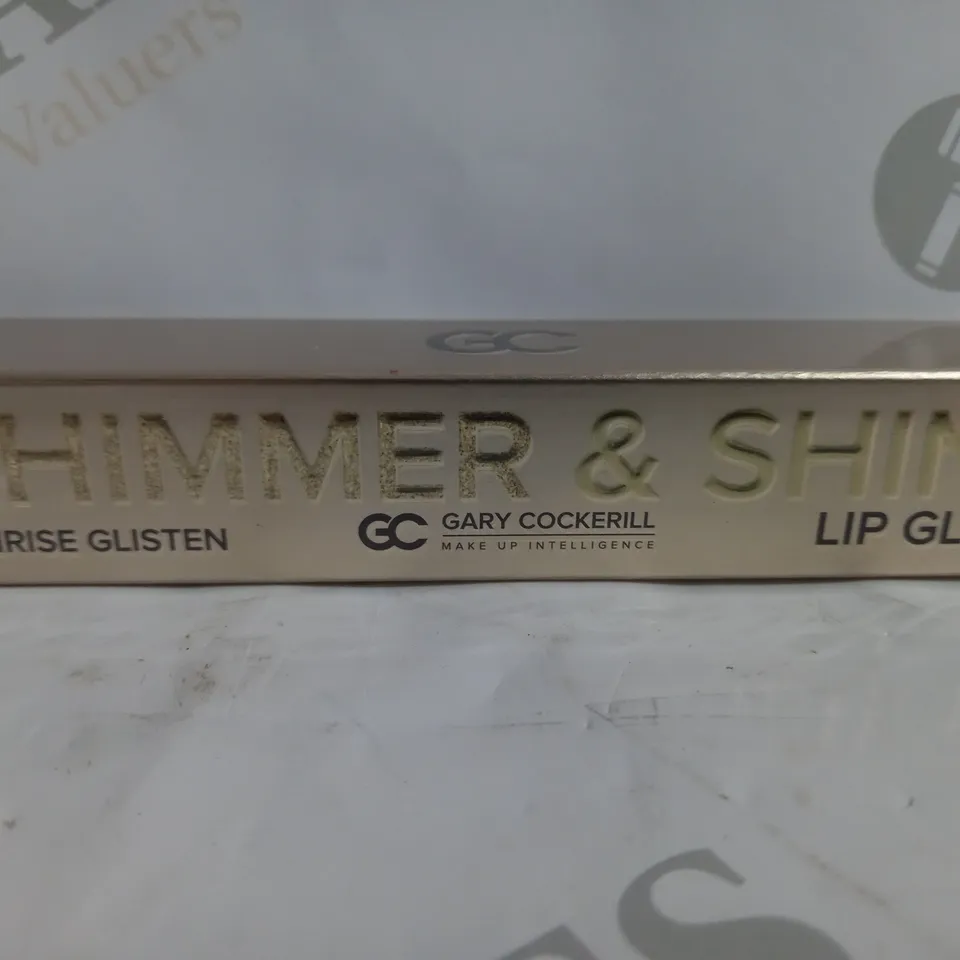 Valuers
GC
HIMMER & SHIN
RISE GLISTEN
GC GARY COCKERILL
MAKE UP INTELLIGENCE
LIP GL